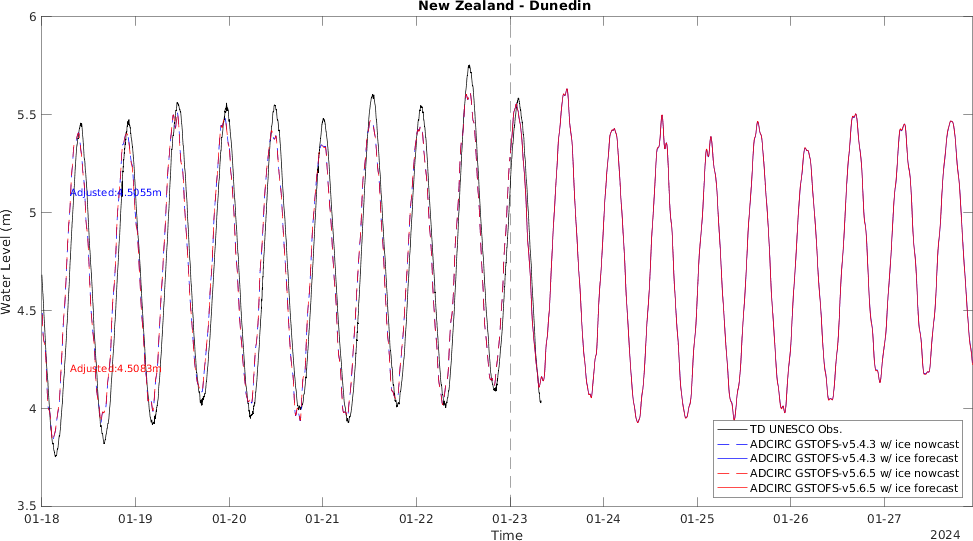 New Zealand - Dunedin
6
5.5
5
4.5
4
3.5
Water Level (m)
Adjusted:4.5055m
Adjusted:4.5083m
TD UNESCO Obs.
ADCIRC GSTOFS-v5.4.3 w/ ice nowcast
ADCIRC GSTOFS-v5.4.3 w/ ice forecast
ADCIRC GSTOFS-v5.6.5 w/ ice nowcast
ADCIRC GSTOFS-v5.6.5 w/ ice forecast
01-18 01-19 01-20 01-21 01-22 01-23 01-24 01-25 01-26 01-27
Time
2024